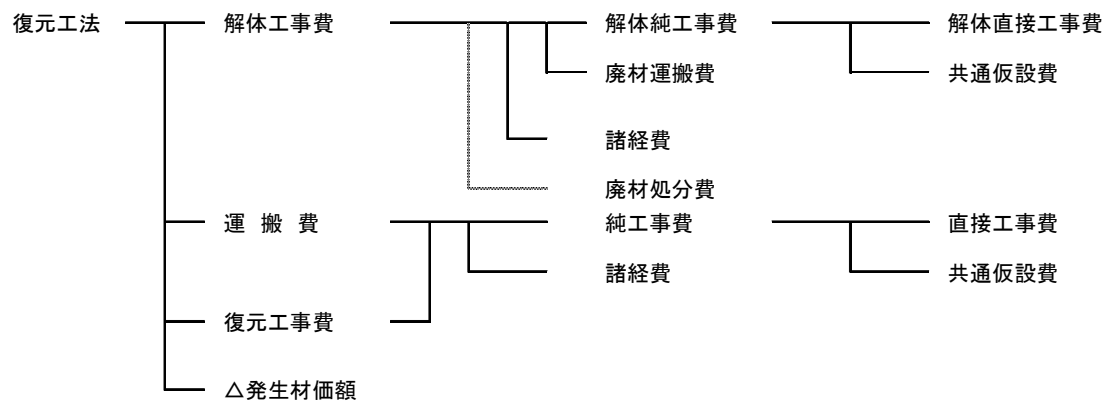 復元工法 解体工事費 解体純工事費 解体直接工事費
廃材運搬費 共通仮設費
諸経費
廃材処分費
運 搬 費 純工事費 直接工事費
諸経費 共通仮設費
復元工事費
△発生材価額